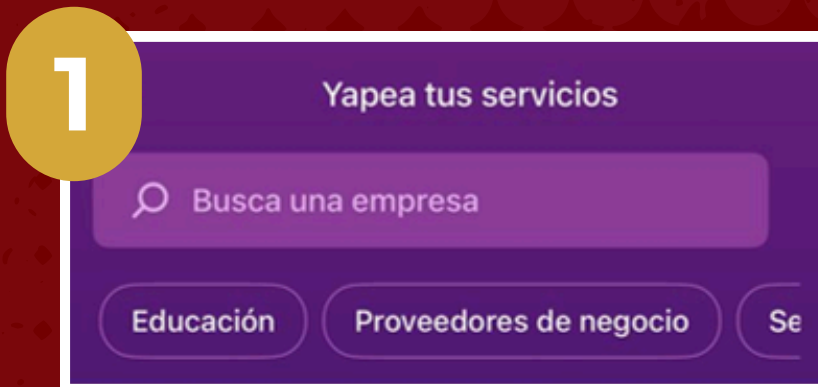 1
Yapea tus servicios
Busca una empresa
Educación Proveedores de negocio Se